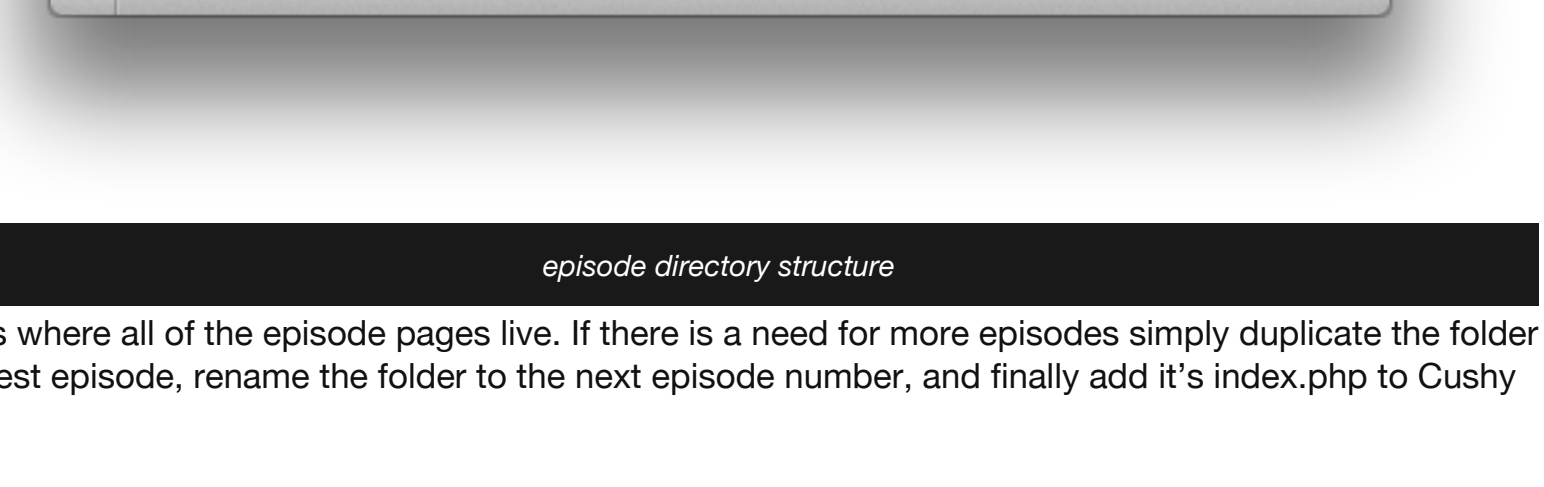 episode directory structure
s where all of the episode pages live. If there is a need for more episodes simply duplicate the folder
est episode, rename the folder to the next episode number, and finally add it’s index.php to Cushy